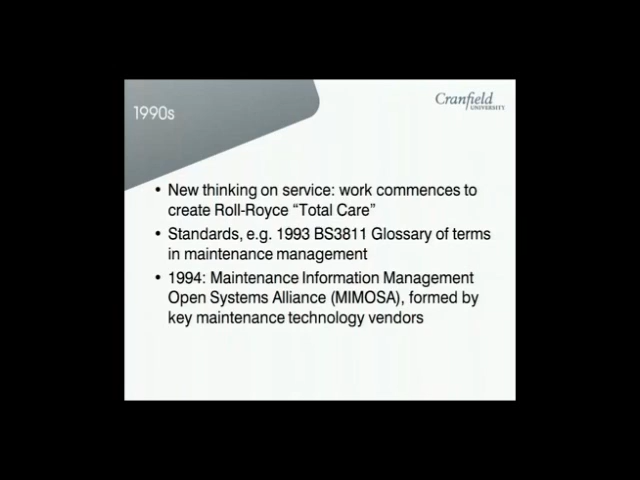 1990s
Cranfield
UNIVERSITY
• New thinking on service: work commences to
create Roll-Royce “Total Care”
• Standards, e.g. 1993 BS3811 Glossary of terms
in maintenance management
• 1994: Maintenance Information Management
Open Systems Alliance (MIMOSA), formed by
key maintenance technology vendors